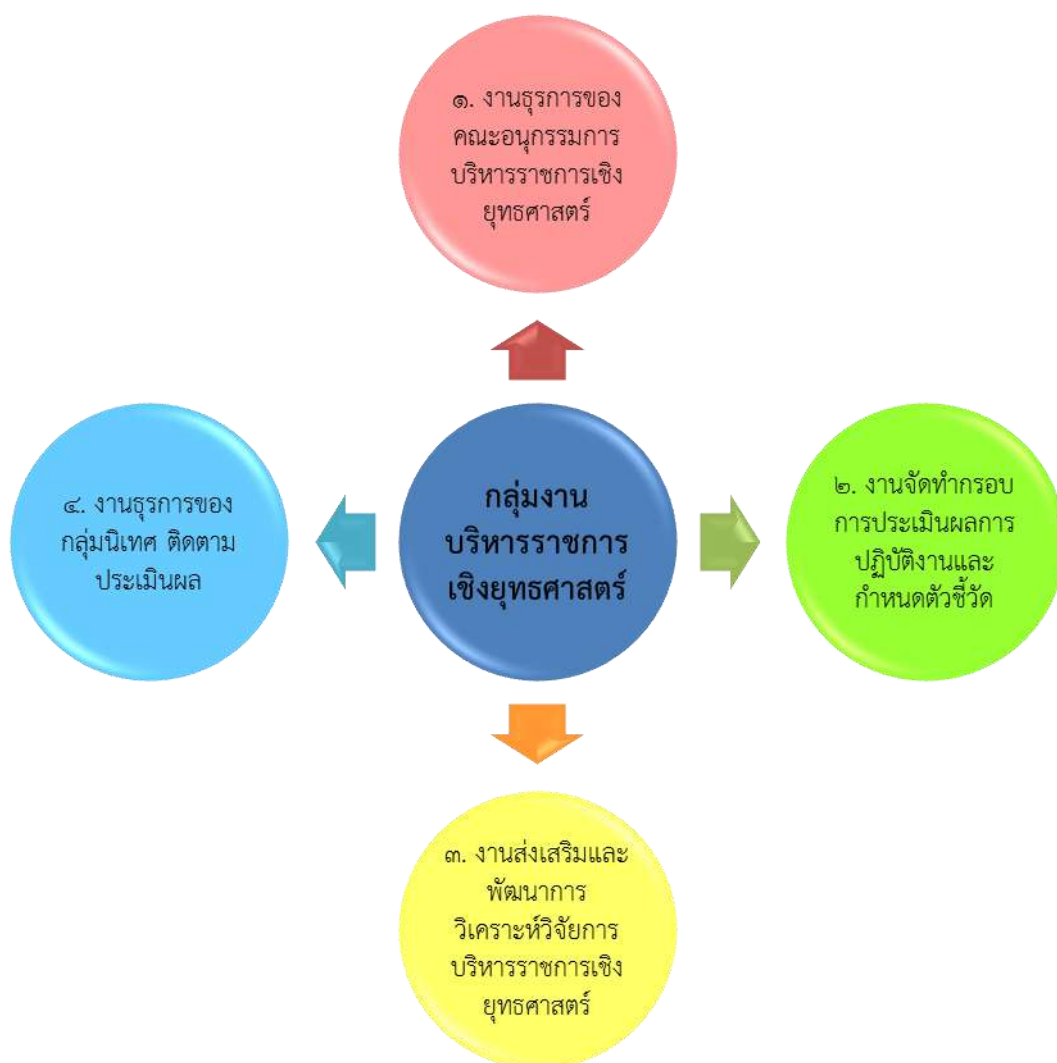 ๑. งานธุรการของ
คณะอนุกรรมการ
บริหารราชการเชิง
ยุทธศาสตร์
๔. งานธุรการของ
กลุ่มนิเทศ ติดตาม
ประเมินผล
กลุ่มงาน
บริหารราชการ
เชิงยุทธศาสตร์
๒. งานจัดทำกรอบ
การประเมินผลการ
ปฏิบัติงานและ
กำหนดตัวชี้วัด
๓. งานส่งเสริมและ
พัฒนาการ
วิเคราะห์วิจัยการ
บริหารราชการเชิง
ยุทธศาสตร์